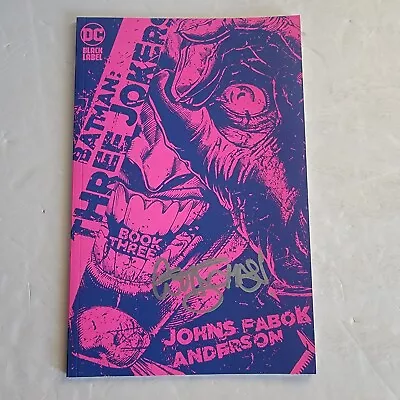 DC
BLACK
LABEL
BATMAN:
THREE JOKERS
BOOK
THREE
JOHNS FABOK
ANDERSON